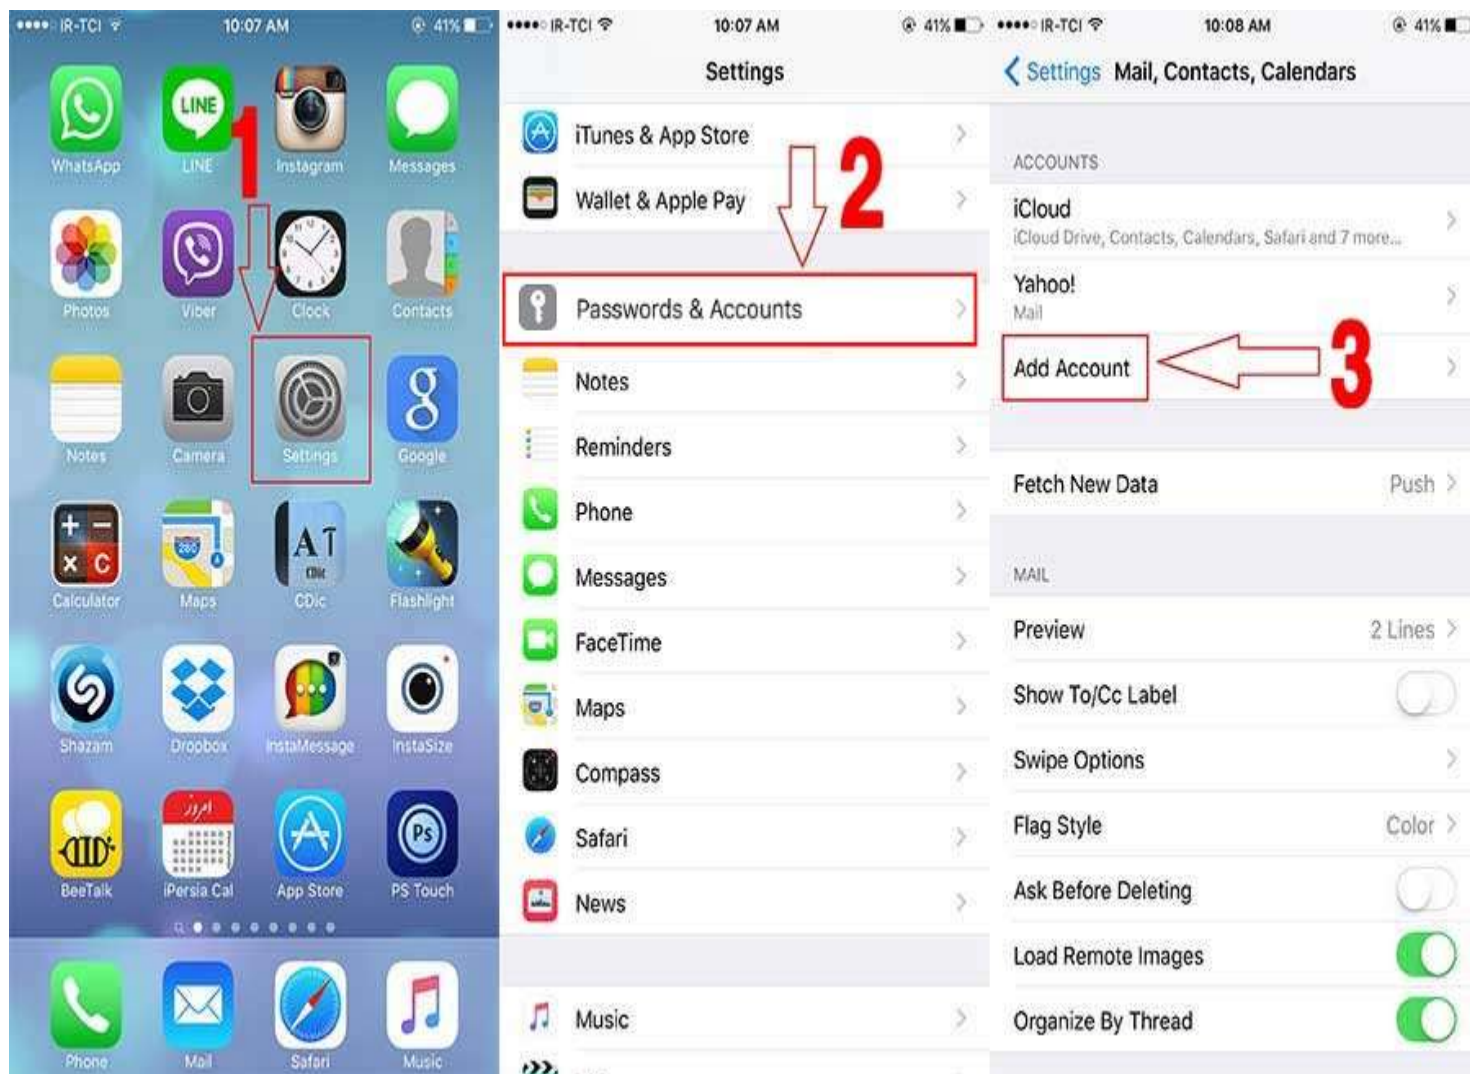 IR-TCI 10:07 AM 41%
WhatsApp LINE Instagram Messages
LINE
1
Photos Viber Clock Contacts
Notes Camera Settings Google
g
+ −
× C
280
A آ
CDic
Calculator Maps CDic Flashlight
Shazam Dropbox InstaMessage InstaSize
امروز
Ps
BeeTalk iPersia Cal App Store PS Touch
Phone Mail Safari Music
IR-TCI 10:07 AM 41%
Settings
iTunes & App Store
2
Wallet & Apple Pay
Passwords & Accounts
Notes
Reminders
Phone
Messages
FaceTime
Maps
Compass
Safari
News
Music
IR-TCI 10:08 AM 41%
Settings Mail, Contacts, Calendars
ACCOUNTS
iCloud
iCloud Drive, Contacts, Calendars, Safari and 7 more...
Yahoo!
Mail
Add Account
3
Fetch New Data Push
MAIL
Preview 2 Lines
Show To/Cc Label
Swipe Options
Flag Style Color
Ask Before Deleting
Load Remote Images
Organize By Thread